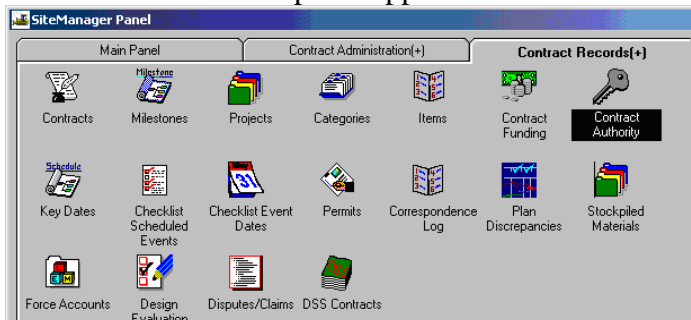 SiteManager Panel
Main Panel
Contract Administration(+)
Contract Records(+)
Contracts
Milestones
Projects
Categories
Items
Contract
Funding
Contract
Authority
Key Dates
Checklist
Scheduled
Events
Checklist Event
Dates
Permits
Correspondence
Log
Plan
Discrepancies
Stockpiled
Materials
Force Accounts
Design
Evaluation
Disputes/Claims
DSS Contracts
Milestone
Schedule
31